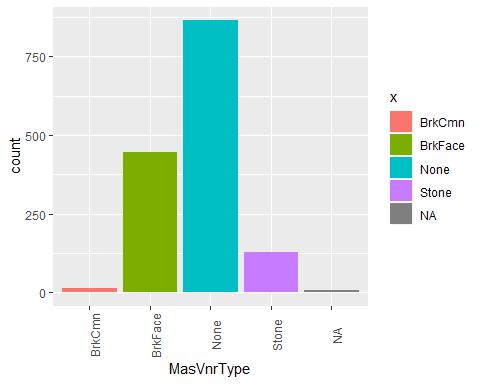 count
750
500
250
0
BrkCmn
BrkFace
None
Stone
NA
MasVnrType
x
BrkCmn
BrkFace
None
Stone
NA